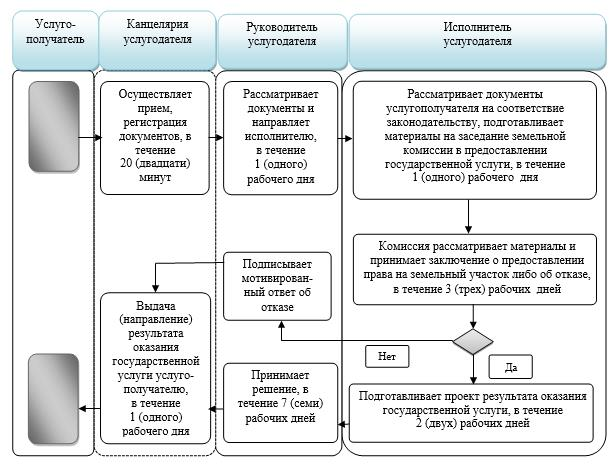 Услуго-
получатель
Канцелярия
услугодателя
Руководитель
услугодателя
Исполнитель
услугодателя
Осуществляет
прием,
регистрация
документов, в
течение
20 (двадцати)
минут
Рассматривает
документы и
направляет
исполнителю,
в течение
1 (одного)
рабочего дня
Рассматривает документы
услугополучателя на соответствие
законодательству, подготавливает
материалы на заседание земельной
комиссии в предоставлении
государственной услуги, в течение
1 (одного) рабочего дня
Комиссия рассматривает материалы и
принимает заключение о предоставлении
права на земельный участок либо об отказе,
в течение 3 (трех) рабочих дней
Подписывает
мотивирован-
ный ответ об
отказе
Выдача
(направление)
результата
оказания
государственной
услуги услуго-
получателю,
в течение
1 (одного)
рабочего дня
Нет
Да
Принимает
решение, в
течение 7 (семи)
рабочих дней
Подготавливает проект результата оказания
государственной услуги, в течение
2 (двух) рабочих дней